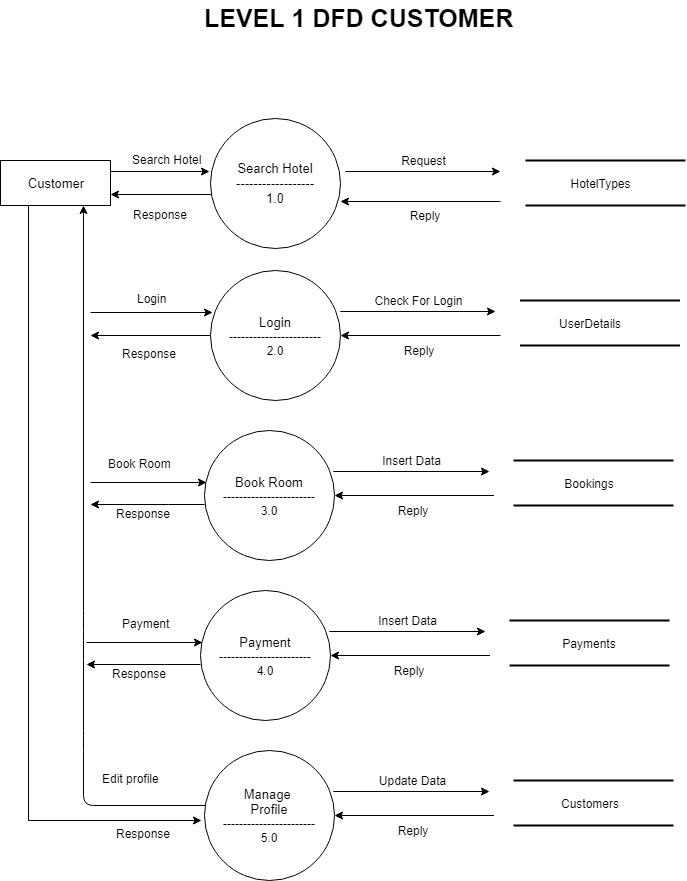 LEVEL 1 DFD CUSTOMER
Search Hotel
Request
Customer
Search Hotel
------------------
1.0
HotelTypes
Response
Reply
Login
Check For Login
Login
---------------------
2.0
UserDetails
Response
Reply
Book Room
Insert Data
Book Room
---------------------
3.0
Bookings
Response
Reply
Payment
Insert Data
Payment
---------------------
4.0
Payments
Response
Reply
Edit profile
Update Data
Manage
Profile
---------------------
5.0
Customers
Response
Reply